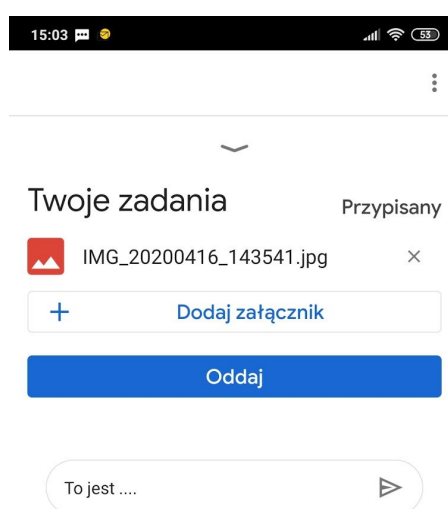 15:03 53
Twoje zadania Przypisany
IMG_20200416_143541.jpg
+ Dodaj załącznik
Oddaj
To jest ....